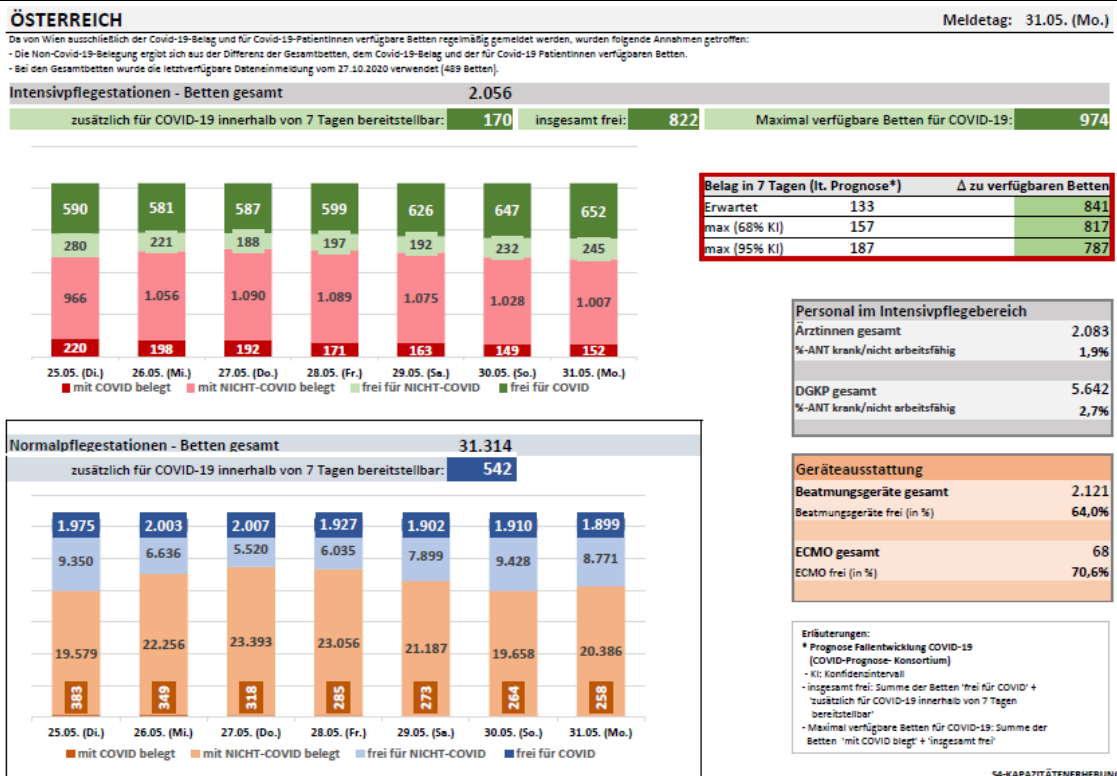 ÖSTERREICH
Meldetag: 31.05. (Mo.)
Da von Wien ausschließlich der Covid-19-Belag und für Covid-19-PatientInnen verfügbare Betten regelmäßig gemeldet werden, wurden folgende Annahmen getroffen:
- Die Non-Covid-19-Belegung ergibt sich aus der Differenz der Gesamtbetten, dem Covid-19-Belag und der für Covid-19 PatientInnen verfügbaren Betten.
- Bei den Gesamtbetten wurde die letztverfügbare Dateneinmeldung vom 27.10.2020 verwendet (489 Betten).
Intensivpflegestationen - Betten gesamt 2.056
zusätzlich für COVID-19 innerhalb von 7 Tagen bereitstellbar: 170 insgesamt frei: 822 Maximal verfügbare Betten für COVID-19: 974
590 581 587 599 626 647 652
280 221 188 197 192 232 245
966 1.056 1.090 1.089 1.075 1.028 1.007
220 198 192 171 163 149 152
25.05. (Di.) 26.05. (Mi.) 27.05. (Do.) 28.05. (Fr.) 29.05. (Sa.) 30.05. (So.) 31.05. (Mo.)
mit COVID belegt mit NICHT-COVID belegt frei für NICHT-COVID frei für COVID
Belag in 7 Tagen (lt. Prognose*) Δ zu verfügbaren Betten
Erwartet 133 841
max (68% KI) 157 817
max (95% KI) 187 787
Personal im Intensivpflegebereich
Ärztinnen gesamt 2.083
%-ANT krank/nicht arbeitsfähig 1,9%
DGKP gesamt 5.642
%-ANT krank/nicht arbeitsfähig 2,7%
Normalpflegestationen - Betten gesamt 31.314
zusätzlich für COVID-19 innerhalb von 7 Tagen bereitstellbar: 542
1.975 2.003 2.007 1.927 1.902 1.910 1.899
9.350 6.636 5.520 6.035 7.899 9.428 8.771
19.579 22.256 23.393 23.056 21.187 19.658 20.386
383 349 318 285 273 264 258
25.05. (Di.) 26.05. (Mi.) 27.05. (Do.) 28.05. (Fr.) 29.05. (Sa.) 30.05. (So.) 31.05. (Mo.)
mit COVID belegt mit NICHT-COVID belegt frei für NICHT-COVID frei für COVID
Geräteausstattung
Beatmungsgeräte gesamt 2.121
Beatmungsgeräte frei (in %) 64,0%
ECMO gesamt 68
ECMO frei (in %) 70,6%
Erläuterungen:
* Prognose Fallentwicklung COVID-19
(COVID-Prognose- Konsortium)
- KI: Konfidenzintervall
- insgesamt frei: Summe der Betten 'frei für COVID' +
'zusätzlich für COVID-19 innerhalb von 7 Tagen
bereitstellbar'
- Maximal verfügbare Betten für COVID-19: Summe der
Betten 'mit COVID blegt' + 'insgesamt frei'
S4-KAPAZITÄTENERHEBUNG